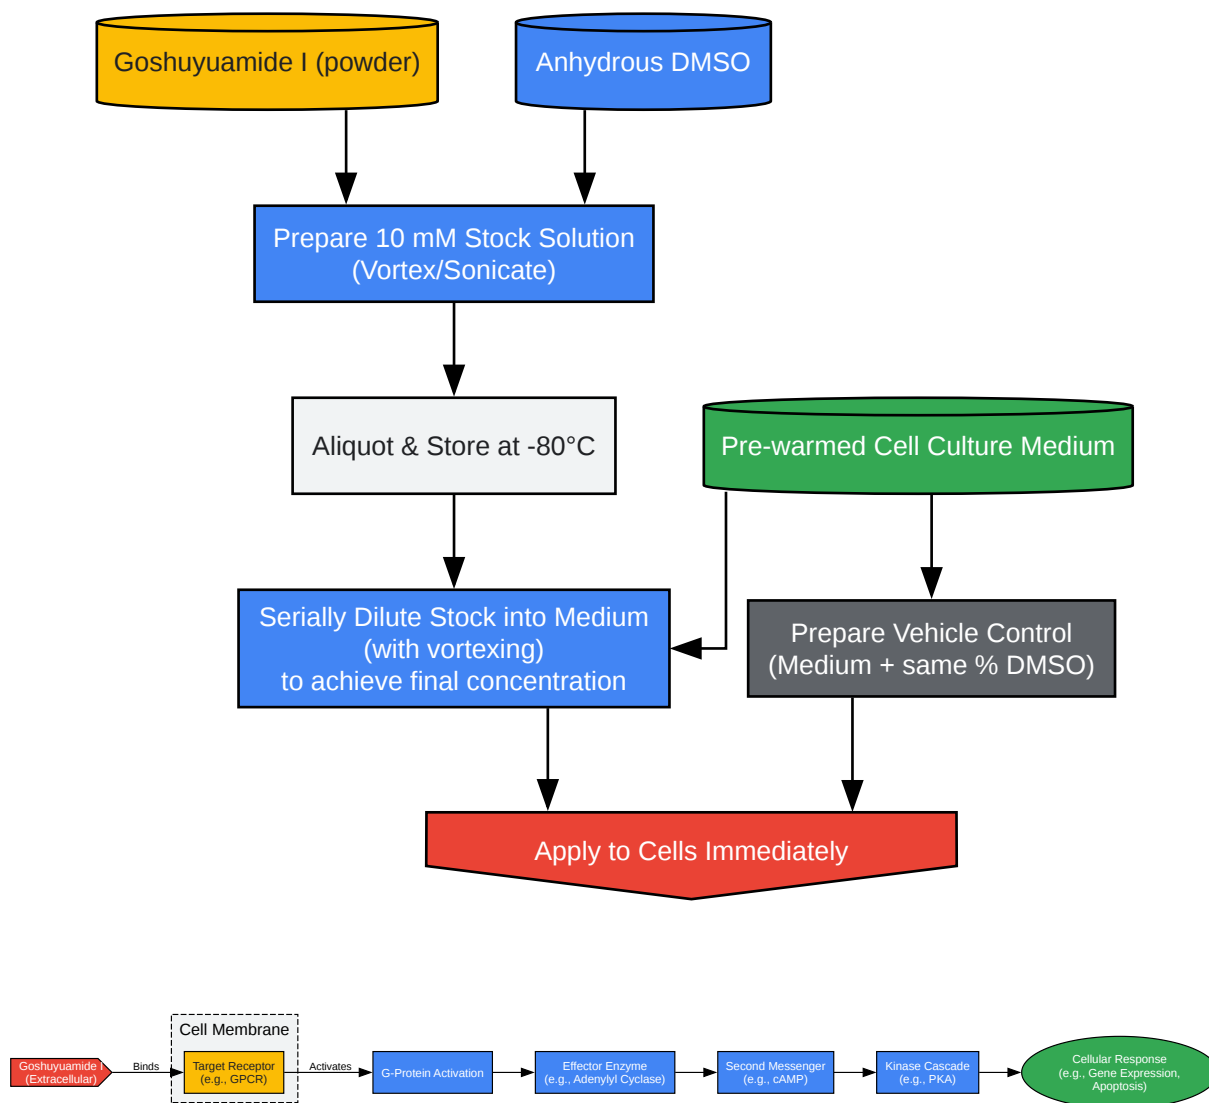 Goshuyuamide I (powder)
Anhydrous DMSO
Prepare 10 mM Stock Solution
(Vortex/Sonicate)
Aliquot & Store at -80°C
Pre-warmed Cell Culture Medium
Serially Dilute Stock into Medium
(with vortexing)
to achieve final concentration
Prepare Vehicle Control
(Medium + same % DMSO)
Apply to Cells Immediately
Cell Membrane
Goshuyuamide I
(Extracellular)
Binds
Target Receptor
(e.g., GPCR)
Activates
G-Protein Activation
Effector Enzyme
(e.g., Adenylyl Cyclase)
Second Messenger
(e.g., cAMP)
Kinase Cascade
(e.g., PKA)
Cellular Response
(e.g., Gene Expression,
Apoptosis)